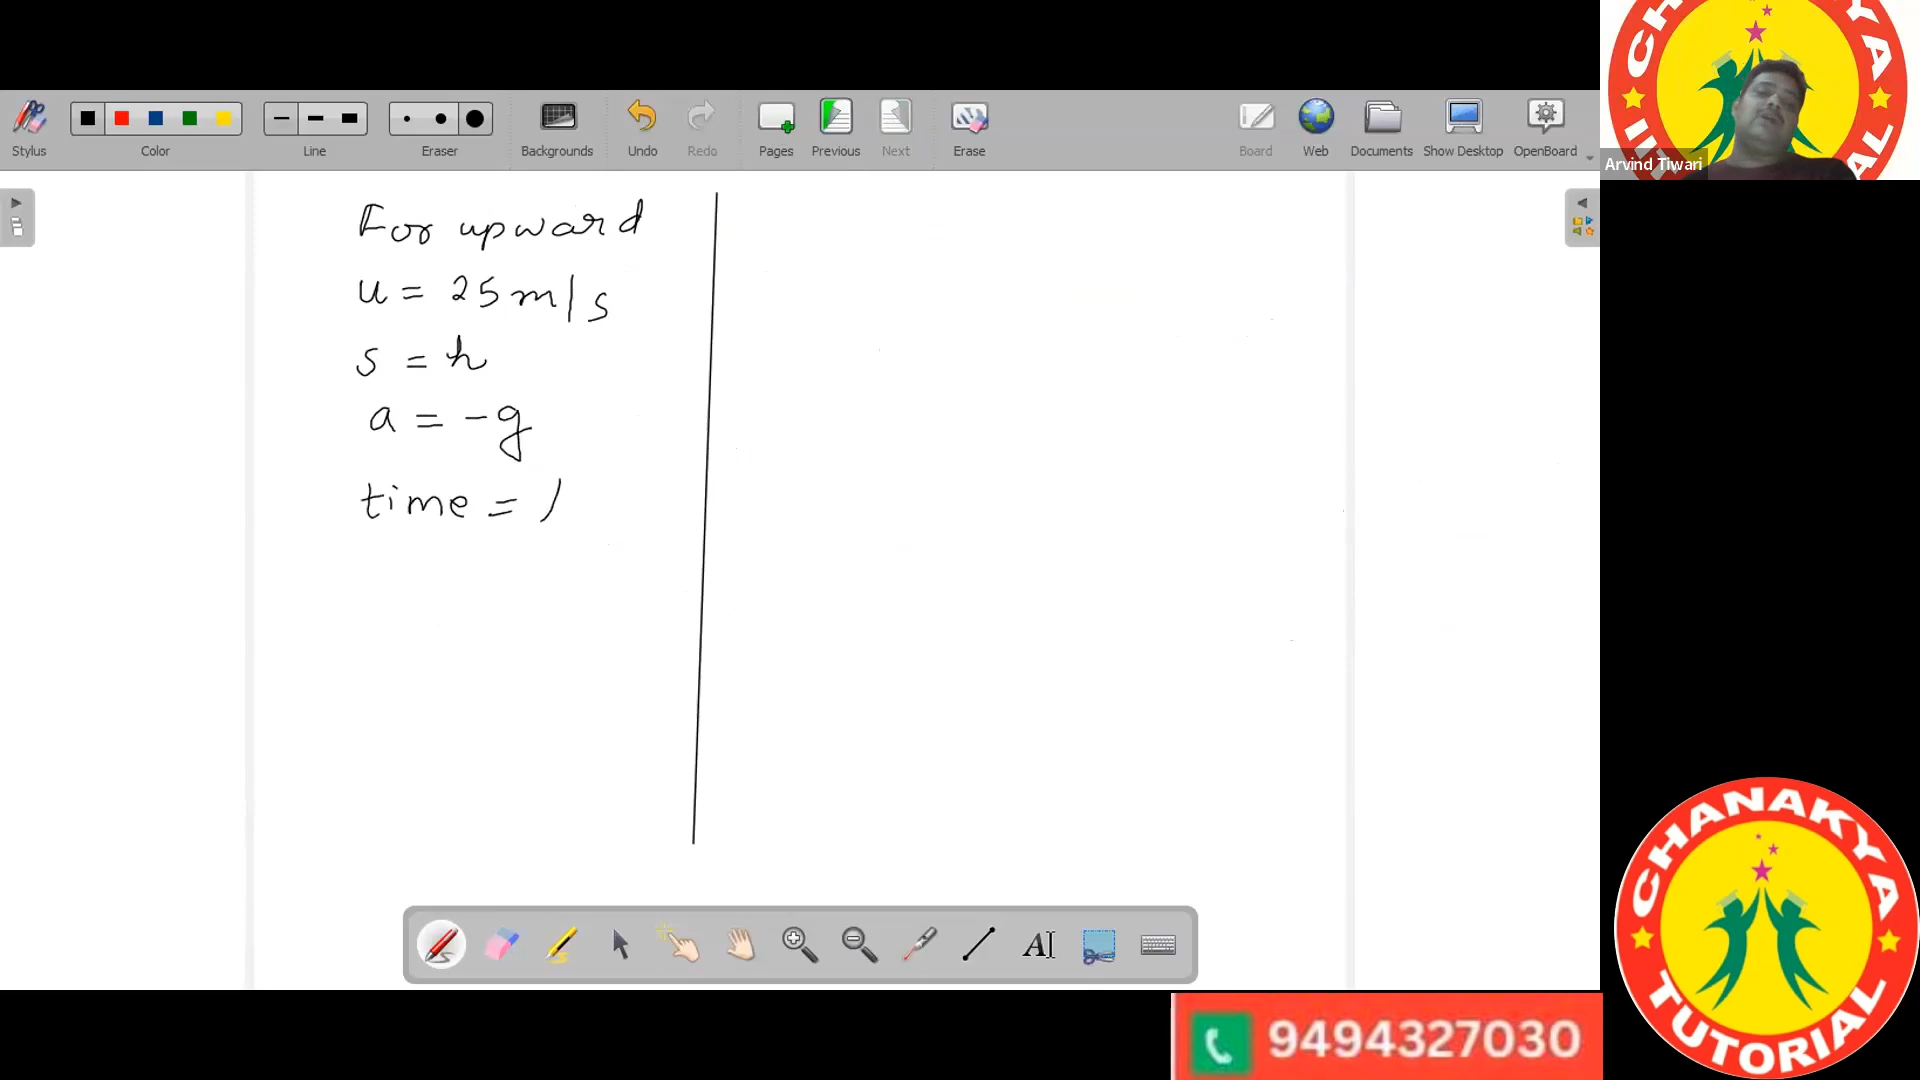 Stylus
Color
Line
Eraser
Backgrounds
Undo
Redo
Pages
Previous
Next
Erase
Board
Web
Documents
Show Desktop
OpenBoard
Arvind Tiwari
For upward
u = 25 m/s
s = h
a = -g
time =
A
CHANAKYA
TUTORIAL
9494327030